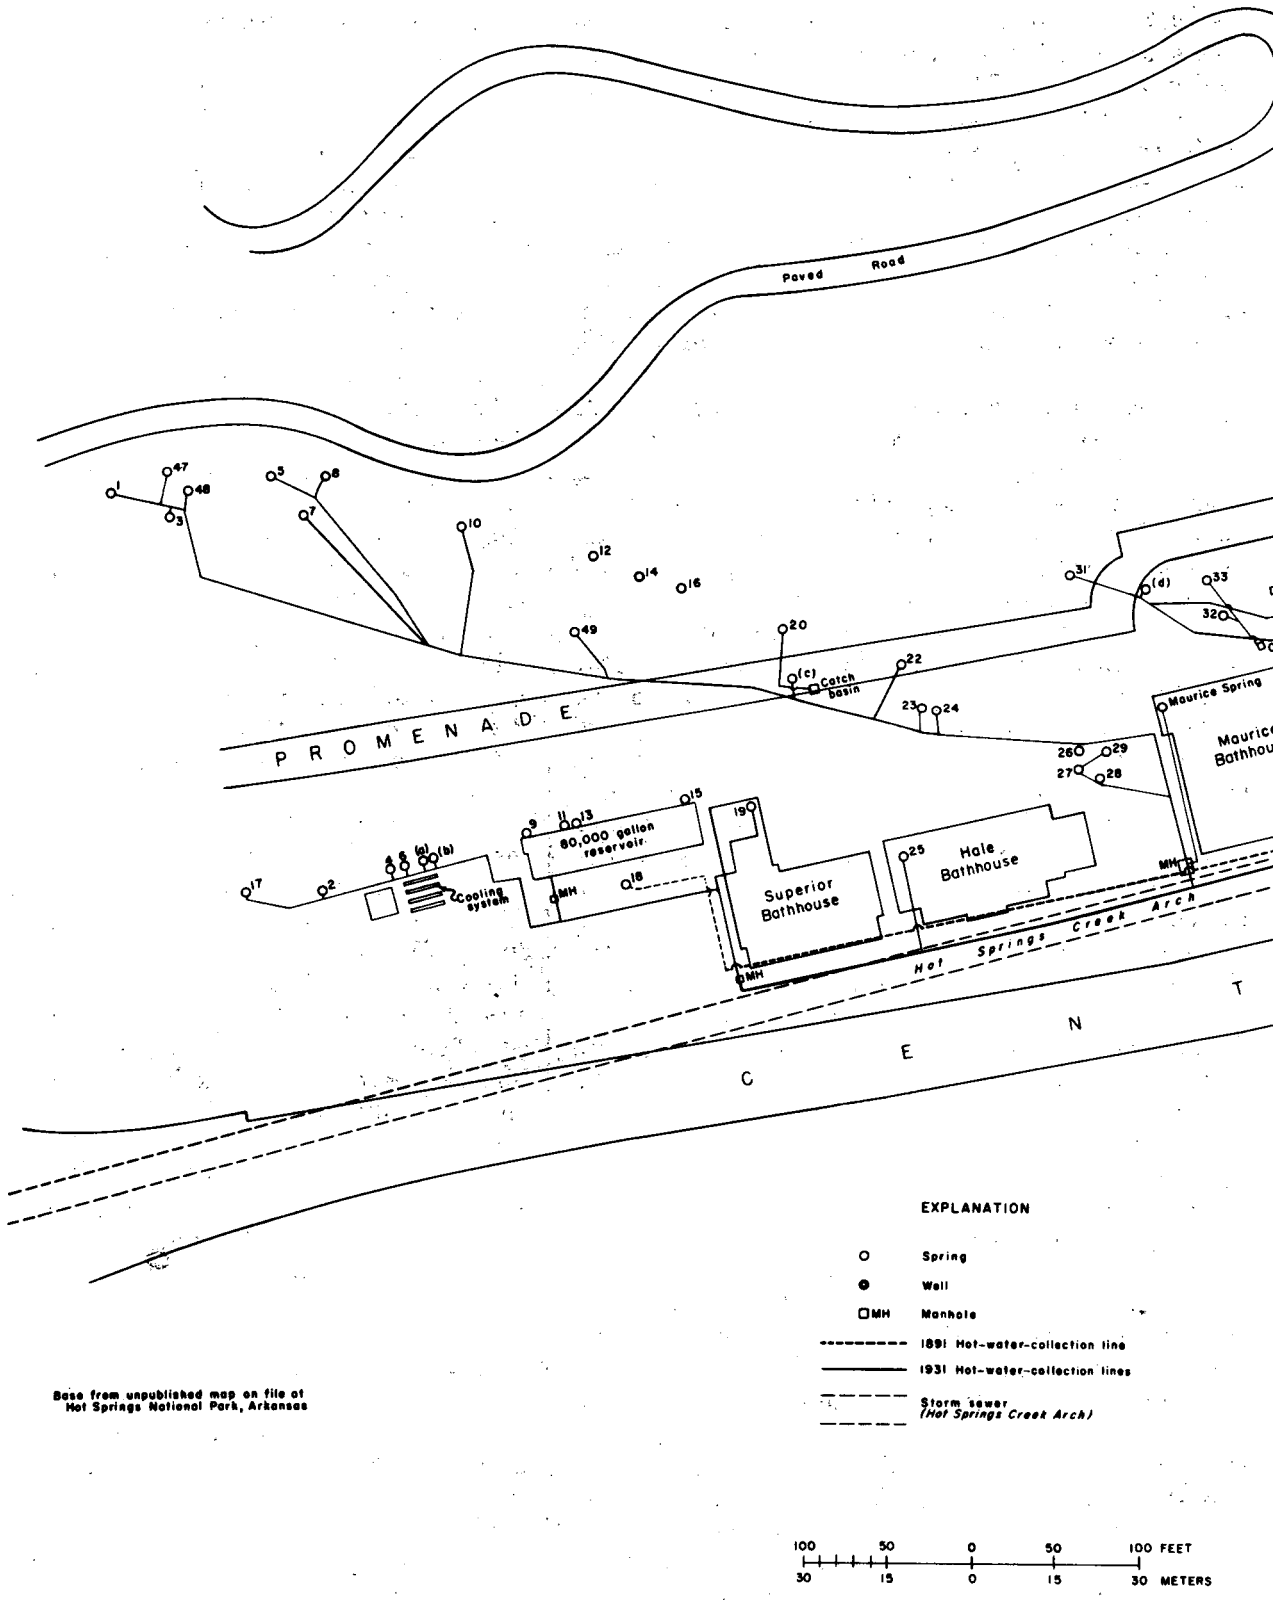 Paved Road
47
1
48
3
5
8
7
10
12
14
16
49
20
(c)
Catch
basin
22
23
24
31
(d)
33
32
Maurice Spring
Maurice
26
29
27
28
PROMENADE
9
11
13
15
80,000 gallon
reservoir
19
17
2
4
6
(a)
(b)
Cooling
system
MH
18
Superior
Bathhouse
25
Hale
Bathhouse
MH
MH
Hot Springs Creek Arch
C E N T
EXPLANATION
Spring
Well
MH Manhole
1891 Hot-water-collection line
1931 Hot-water-collection lines
Storm sewer
(Hot Springs Creek Arch)
Base from unpublished map on file at
Hot Springs National Park, Arkansas
100 50 0 50 100 FEET
30 15 0 15 30 METERS